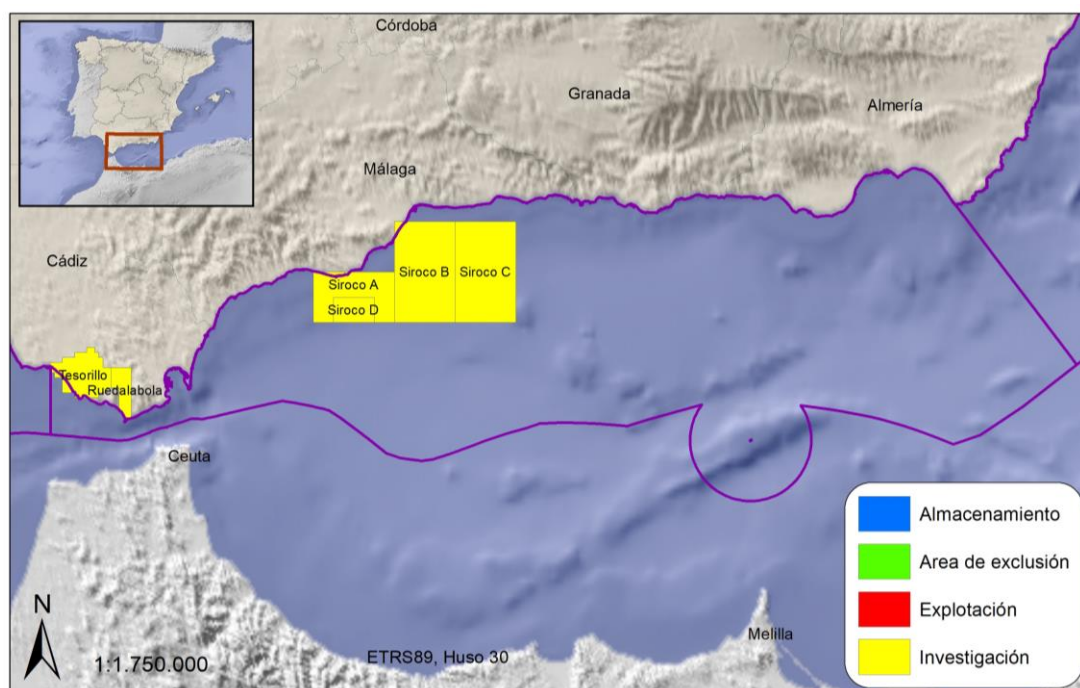 Córdoba
Granada
Almería
Málaga
Cádiz
Siroco A
Siroco B
Siroco C
Siroco D
Tesorillo
Ruedalabola
Ceuta
Melilla
N
1:1.750.000
ETRS89, Huso 30
Almacenamiento
Area de exclusión
Explotación
Investigación